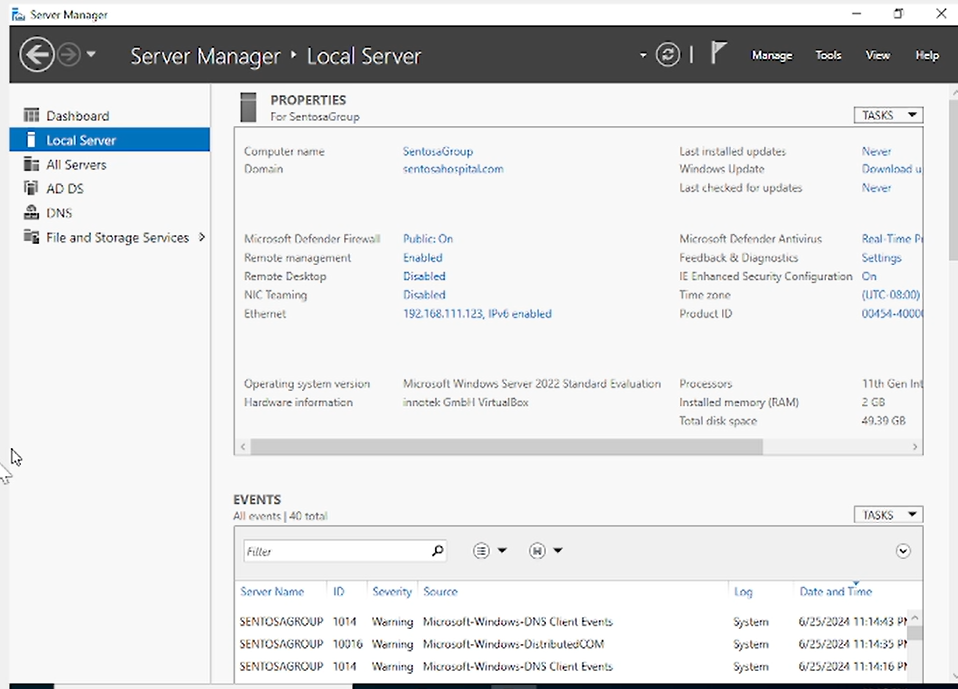 Server Manager
Server Manager ‣ Local Server
Manage Tools View Help
Dashboard
Local Server
All Servers
AD DS
DNS
File and Storage Services
PROPERTIES
For SentosaGroup
TASKS
Computer name SentosaGroup Last installed updates Never
Domain sentosahospital.com Windows Update Download u
Last checked for updates Never
Microsoft Defender Firewall Public: On Microsoft Defender Antivirus Real-Time Pr
Remote management Enabled Feedback & Diagnostics Settings
Remote Desktop Disabled IE Enhanced Security Configuration On
NIC Teaming Disabled Time zone (UTC-08:00)
Ethernet 192.168.111.123, IPv6 enabled Product ID 00454-40000
Operating system version Microsoft Windows Server 2022 Standard Evaluation Processors 11th Gen Int
Hardware information innotek GmbH VirtualBox Installed memory (RAM) 2 GB
Total disk space 49.39 GB
EVENTS
All events | 40 total
TASKS
Filter
Server Name ID Severity Source Log Date and Time
SENTOSAGROUP 1014 Warning Microsoft-Windows-DNS Client Events System 6/25/2024 11:14:43 PM
SENTOSAGROUP 10016 Warning Microsoft-Windows-DistributedCOM System 6/25/2024 11:14:35 PM
SENTOSAGROUP 1014 Warning Microsoft-Windows-DNS Client Events System 6/25/2024 11:14:16 PM